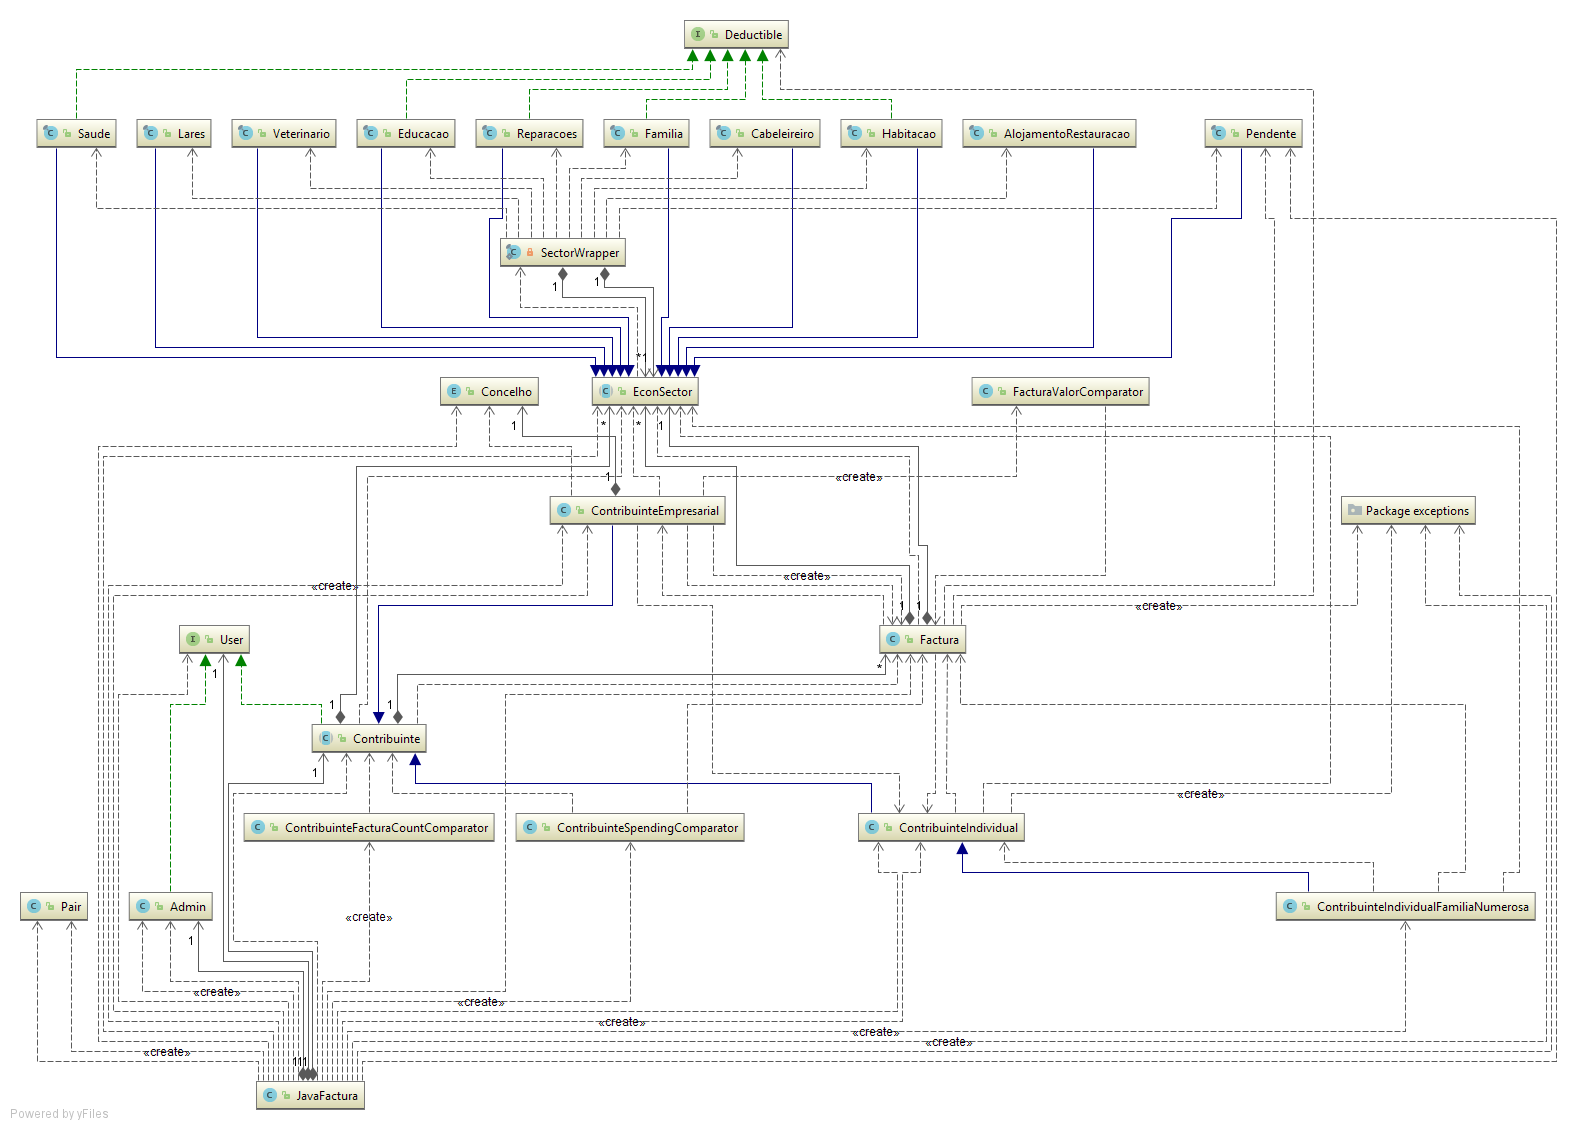 Deductible
Saude
Lares
Veterinario
Educacao
Reparacoes
Familia
Cabeleireiro
Habitacao
AlojamentoRestauracao
Pendente
SectorWrapper
1
1
*
1
Concelho
EconSector
FacturaValorComparator
1
*
*
1
1
«create»
ContribuinteEmpresarial
Package exceptions
«create»
«create»
1
1
«create»
User
Factura
1
*
1
1
Contribuinte
1
«create»
ContribuinteFacturaCountComparator
ContribuinteSpendingComparator
ContribuinteIndividual
Pair
Admin
«create»
ContribuinteIndividualFamiliaNumerosa
1
«create»
«create»
«create»
«create»
«create»
«create»
111
JavaFactura
Powered by yFiles